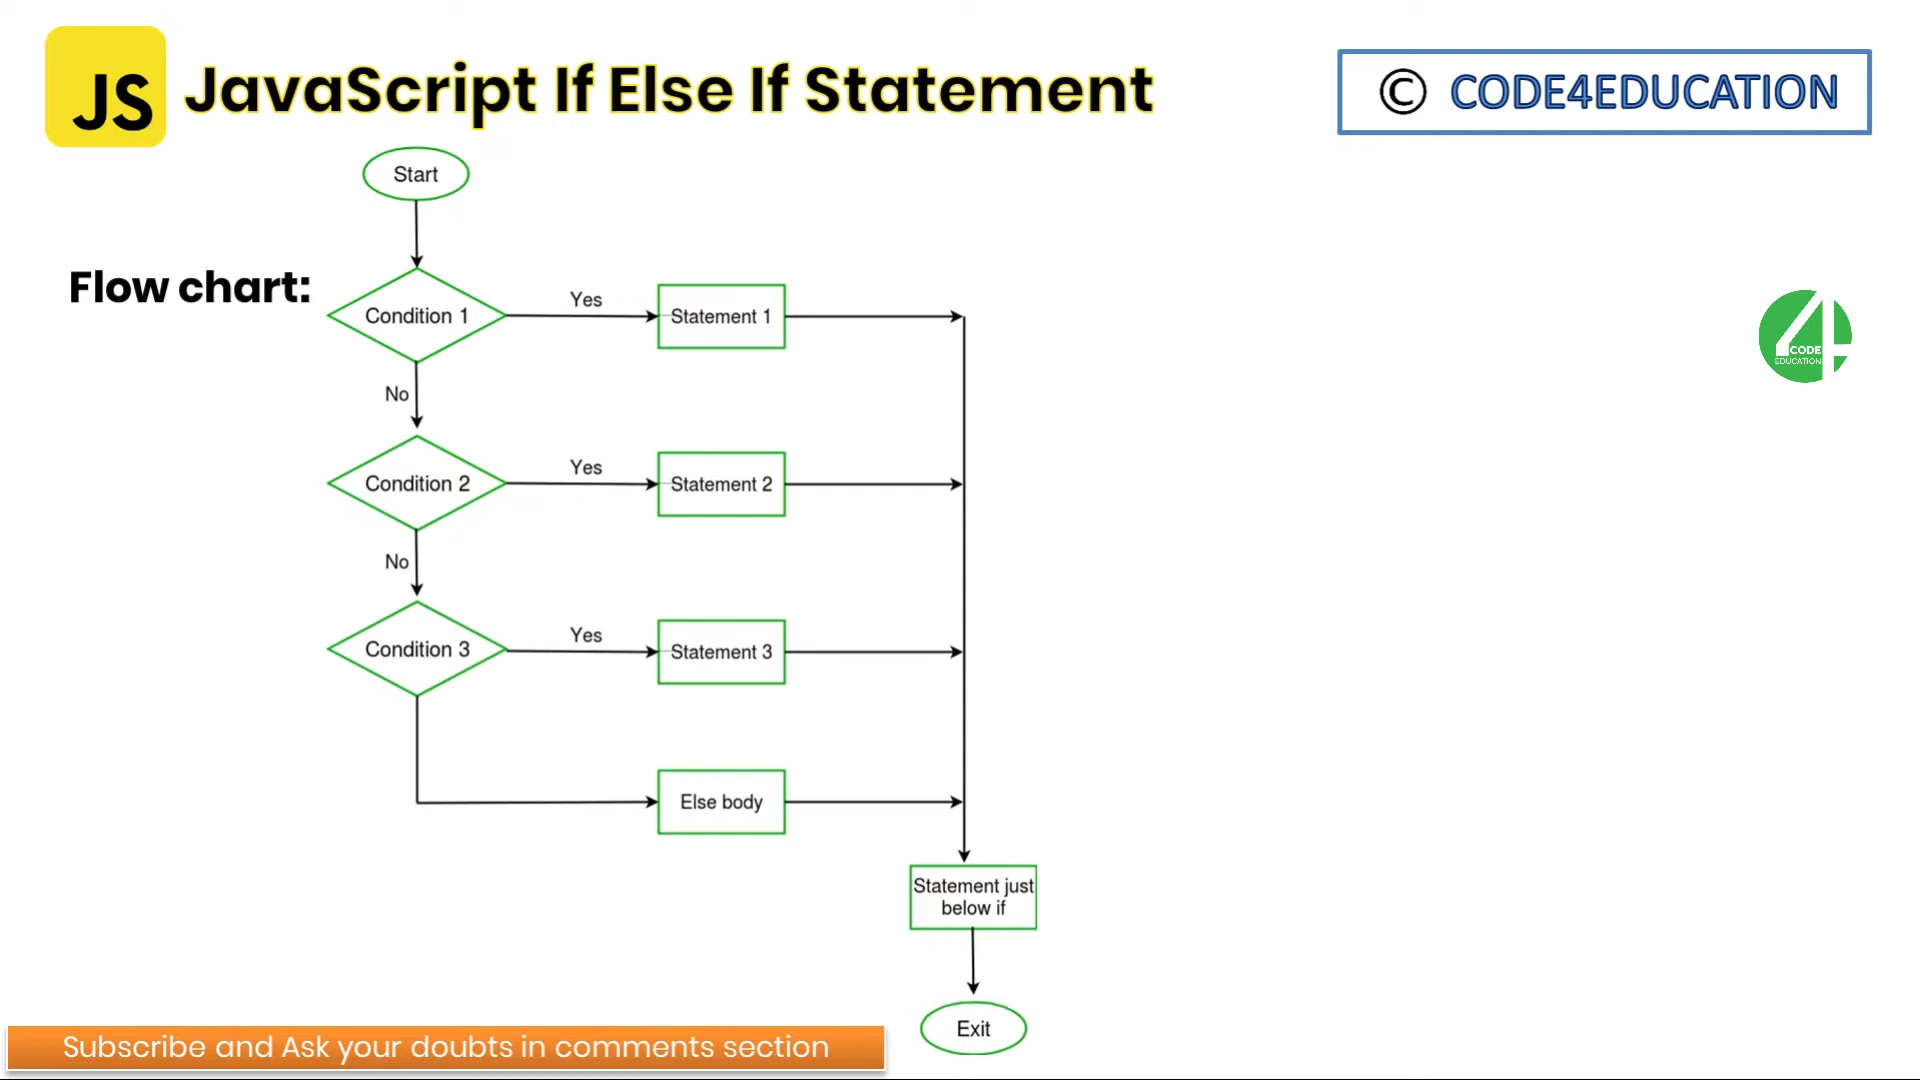 JS
JavaScript If Else If Statement
© CODE4EDUCATION
Start
Flow chart:
Condition 1
Yes
Statement 1
No
4
CODE
EDUCATION
Condition 2
Yes
Statement 2
No
Condition 3
Yes
Statement 3
Else body
Statement just
below if
Exit
Subscribe and Ask your doubts in comments section